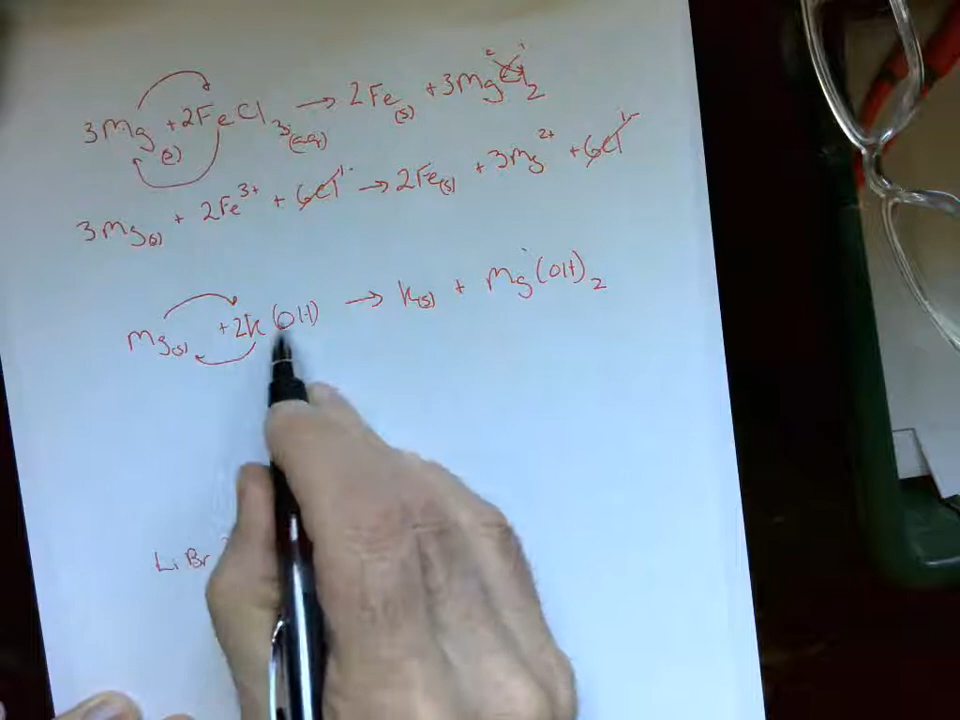 3Mg(s) + 2FeCl3(aq) → 2Fe(s) + 3MgCl2
3Mg(s) + 2Fe3+ + 6Cl1- → 2Fe(s) + 3Mg2+ + 6Cl1-
Mg(s) + 2K(OH) → K(s) + Mg(OH)2
LiBr